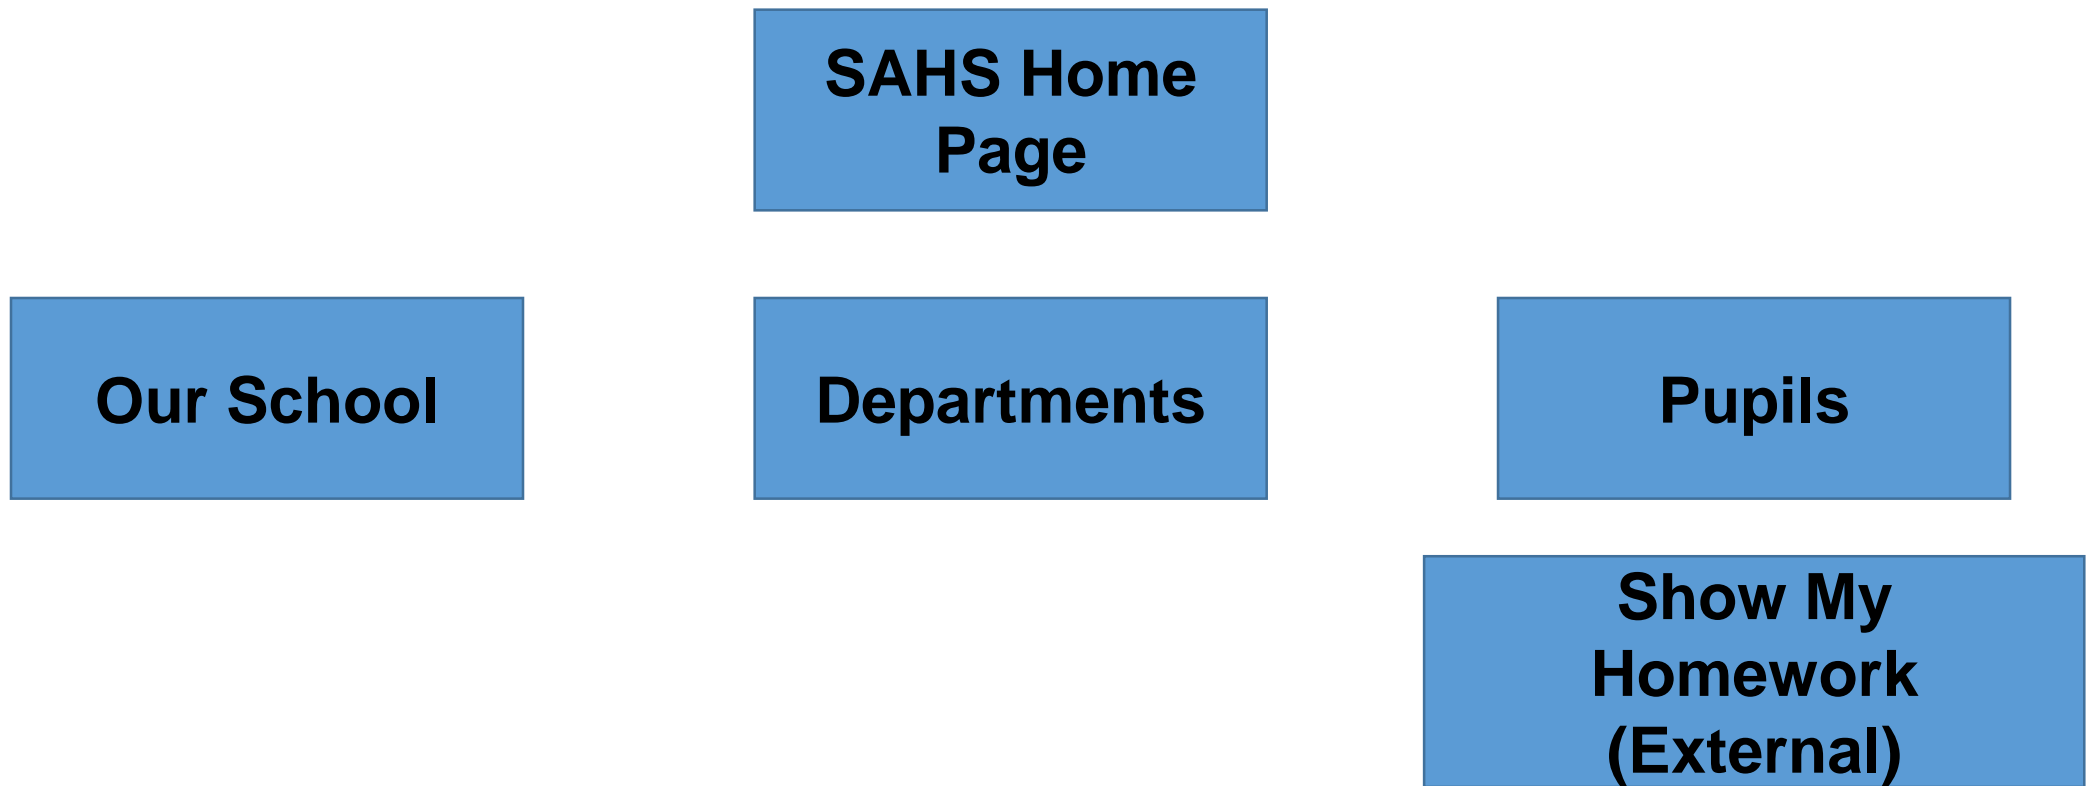 SAHS Home
Page
Our School
Departments
Pupils
Show My
Homework
(External)